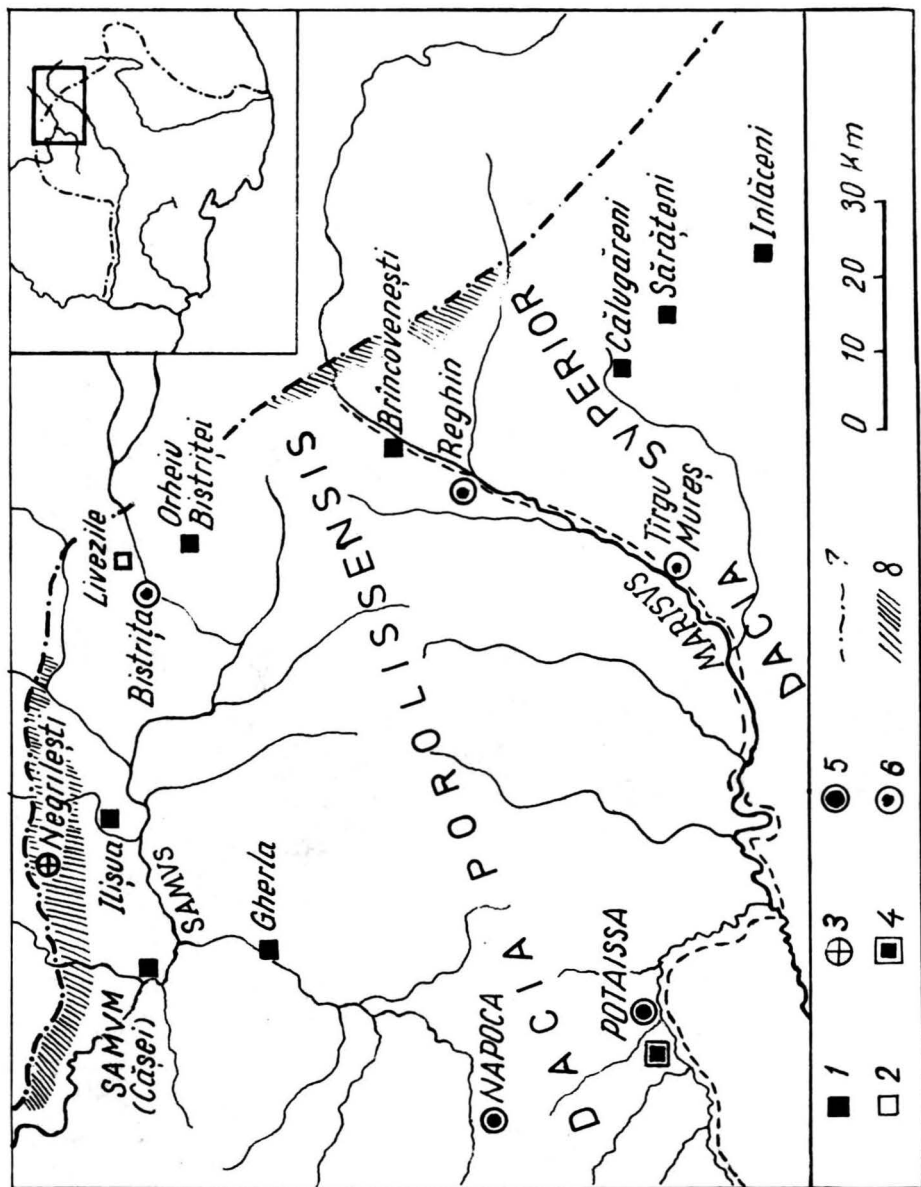 SAMVM
(Cășei)
Negrilești
Ilișua
SAMVS
Gherla
Livezile
Bistrița
Orheiu
Bistriței
NAPOCA
POTAISSA
DACIA POROLISSENSIS
Brîncovenești
Reghin
MARISVS
Tîrgu
Mureș
DACIA SVPERIOR
Călugăreni
Sărățeni
Inlăceni
0 10 20 30 Km
1 3 5 ?
2 4 6 8